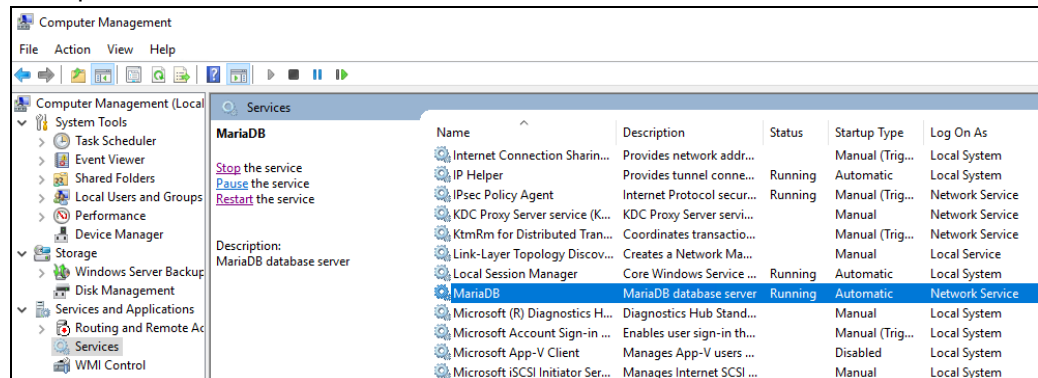 Computer Management
File Action View Help
Computer Management (Local
System Tools
Task Scheduler
Event Viewer
Shared Folders
Local Users and Groups
Performance
Device Manager
Storage
Windows Server Backup
Disk Management
Services and Applications
Routing and Remote Ac
Services
WMI Control
Services
MariaDB
Stop the service
Pause the service
Restart the service
Description:
MariaDB database server
Name Description Status Startup Type Log On As
Internet Connection Sharin... Provides network addr... Manual (Trig... Local System
IP Helper Provides tunnel conne... Running Automatic Local System
IPsec Policy Agent Internet Protocol secur... Running Manual (Trig... Network Service
KDC Proxy Server service (K... KDC Proxy Server servi... Manual Network Service
KtmRm for Distributed Tran... Coordinates transactio... Manual (Trig... Network Service
Link-Layer Topology Discov... Creates a Network Ma... Manual Local Service
Local Session Manager Core Windows Service ... Running Automatic Local System
MariaDB MariaDB database server Running Automatic Network Service
Microsoft (R) Diagnostics H... Diagnostics Hub Stand... Manual Local System
Microsoft Account Sign-in ... Enables user sign-in th... Manual (Trig... Local System
Microsoft App-V Client Manages App-V users ... Disabled Local System
Microsoft iSCSI Initiator Ser... Manages Internet SCSI ... Manual Local System